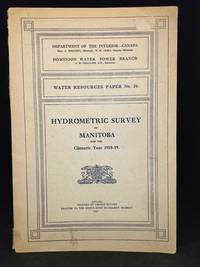 DEPARTMENT OF THE INTERIOR—CANADA
DOMINION WATER POWER BRANCH
WATER RESOURCES PAPER No. 26
HYDROMETRIC SURVEY
OF
MANITOBA
FOR THE
Climatic Year 1918-19.
OTTAWA